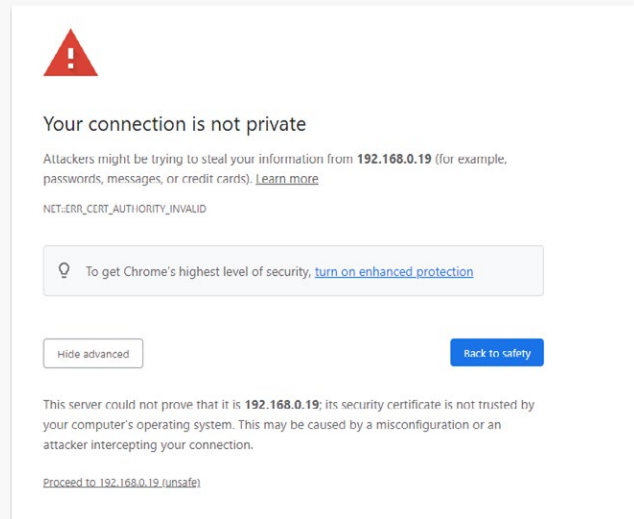 Your connection is not private
Attackers might be trying to steal your information from 192.168.0.19 (for example,
passwords, messages, or credit cards). Learn more
NET::ERR_CERT_AUTHORITY_INVALID
To get Chrome's highest level of security, turn on enhanced protection
Hide advanced
Back to safety
This server could not prove that it is 192.168.0.19; its security certificate is not trusted by
your computer's operating system. This may be caused by a misconfiguration or an
attacker intercepting your connection.
Proceed to 192.168.0.19 (unsafe)